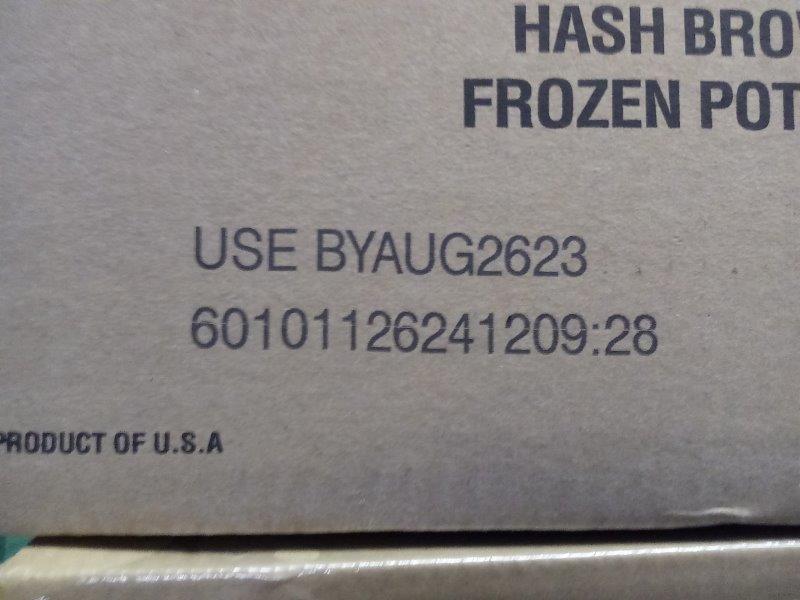 HASH BRO
FROZEN POT
USE BYAUG2623
60101126241209:28
PRODUCT OF U.S.A